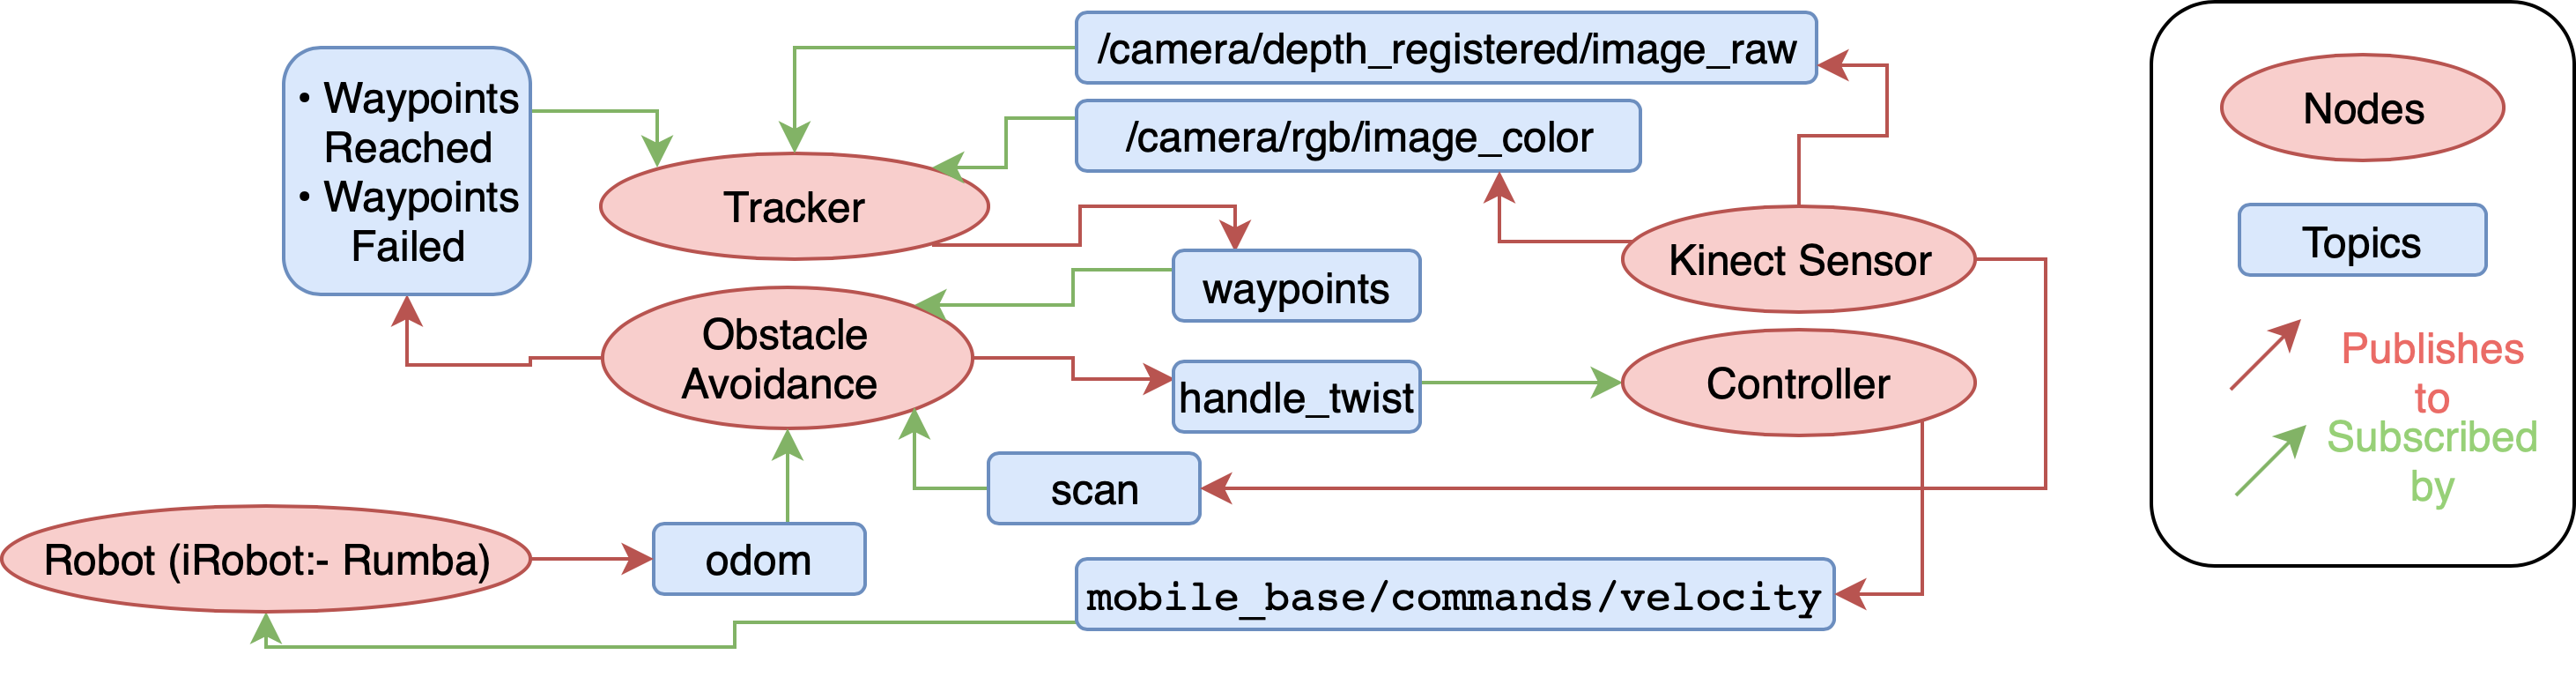 /camera/depth_registered/image_raw
• Waypoints
Reached
• Waypoints
Failed
/camera/rgb/image_color
Tracker
Kinect Sensor
waypoints
Obstacle
Avoidance
handle_twist
Controller
scan
Robot (iRobot:- Rumba)
odom
mobile_base/commands/velocity
Nodes
Topics
Publishes
to
Subscribed
by